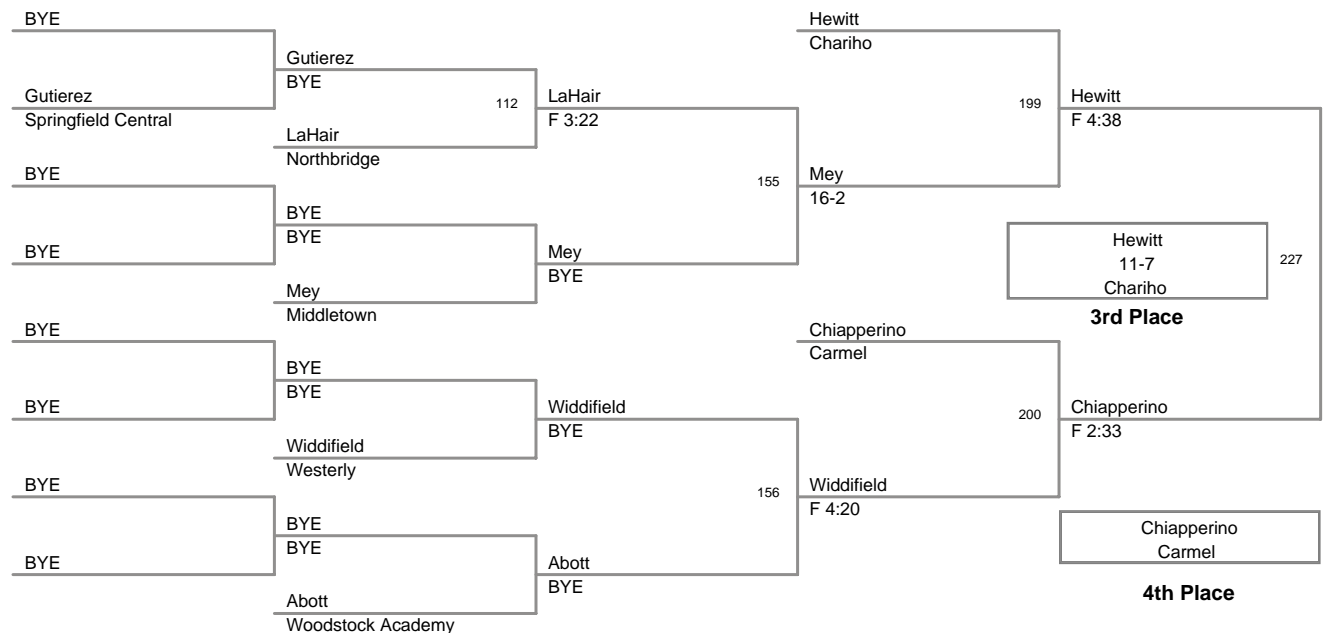 BYE
Hewitt
Chariho
Gutierez
BYE
Gutierez
Springfield Central
112
LaHair
F 3:22
199
Hewitt
F 4:38
LaHair
Northbridge
BYE
155
Mey
16-2
BYE
BYE
BYE
Mey
BYE
Hewitt
11-7
Chariho
227
Mey
Middletown
3rd Place
BYE
Chiapperino
Carmel
BYE
BYE
BYE
Widdifield
BYE
200
Chiapperino
F 2:33
Widdifield
Westerly
BYE
156
Widdifield
F 4:20
BYE
BYE
Chiapperino
Carmel
BYE
Abott
BYE
4th Place
Abott
Woodstock Academy